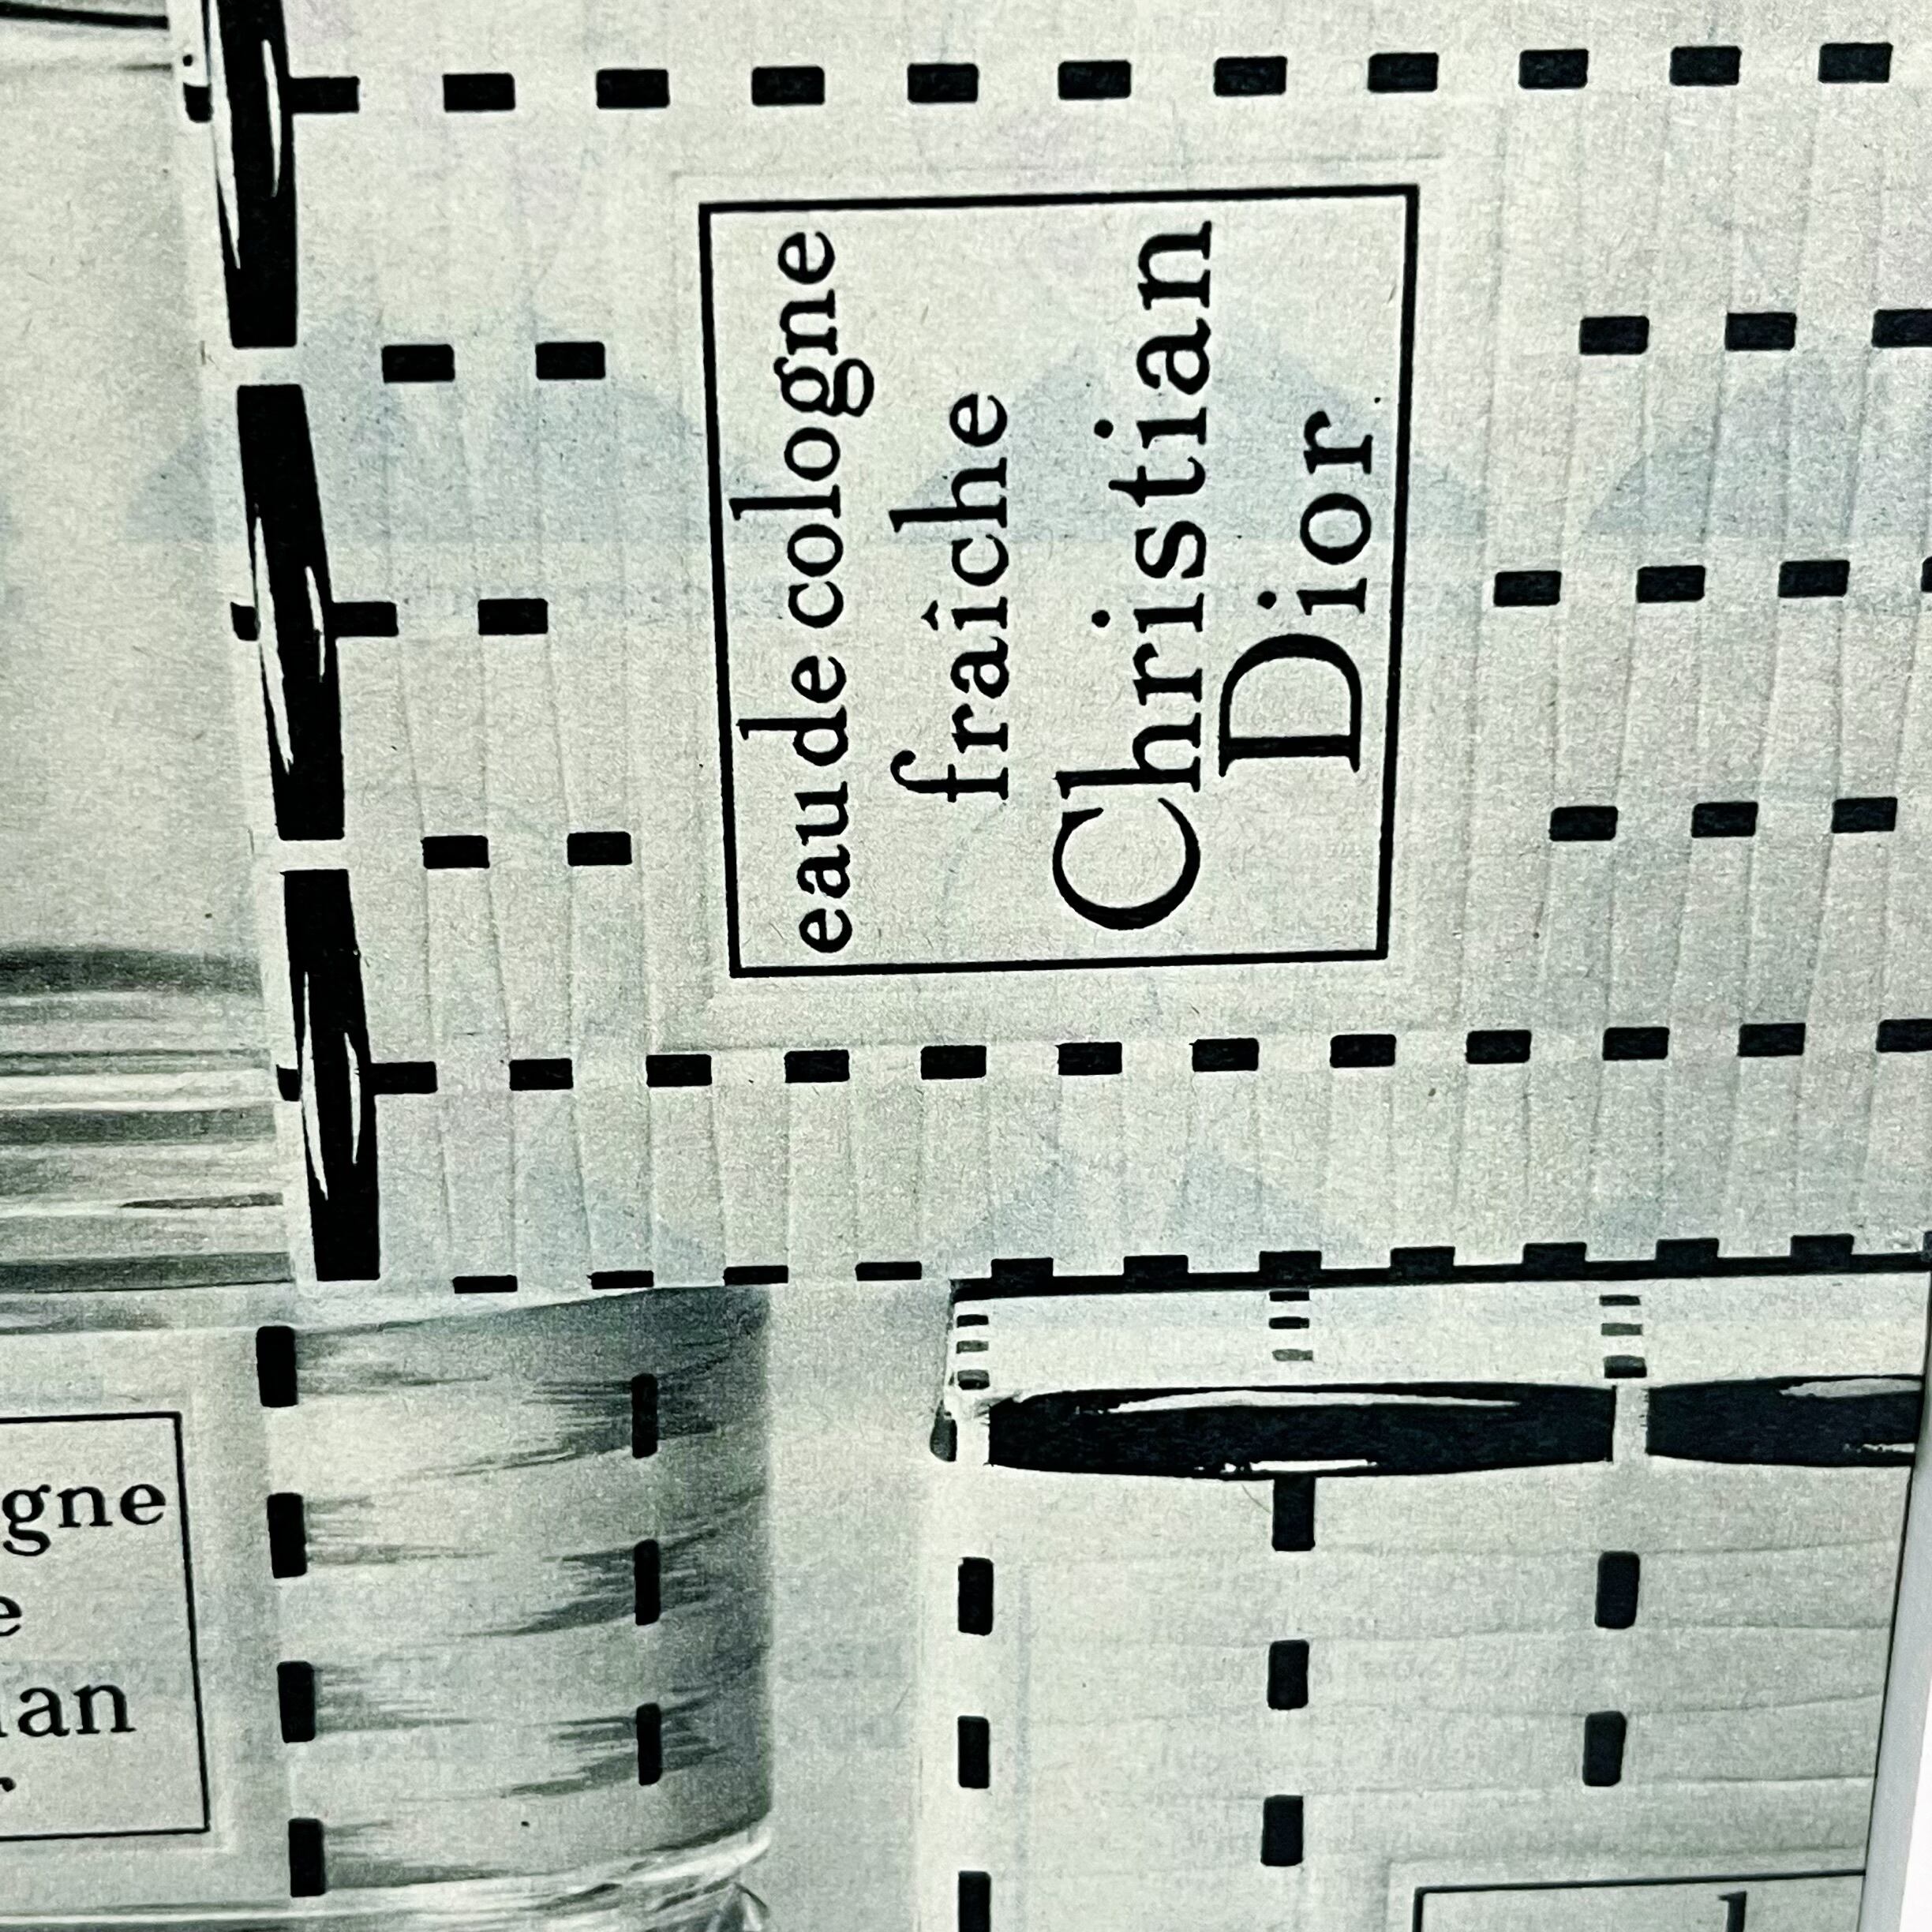 eau de cologne
fraîche
Christian
Dior
gne
e
ian
r